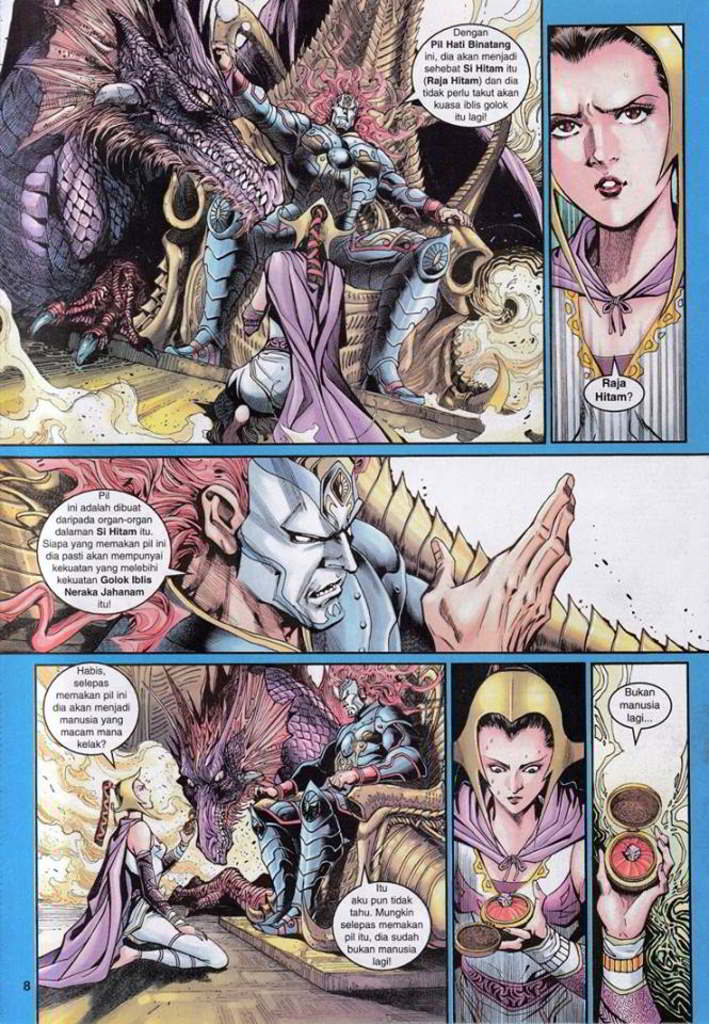 Dengan
Pil Hati Binatang
ini, dia akan menjadi
sehebat Si Hitam itu
(Raja Hitam) dan dia
tidak perlu takut akan
kuasa iblis golok
itu lagi!
Raja
Hitam?
Pil
ini adalah dibuat
daripada organ-organ
dalaman Si Hitam itu.
Siapa yang memakan pil ini
dia pasti akan mempunyai
kekuatan yang melebihi
kekuatan Golok Iblis
Neraka Jahanam
itu!
Habis,
selepas
memakan pil ini
dia akan menjadi
manusia yang
macam mana
kelak?
Itu
aku pun tidak
tahu. Mungkin
selepas memakan
pil itu, dia sudah
bukan manusia
lagi!
Bukan
manusia
lagi...
8